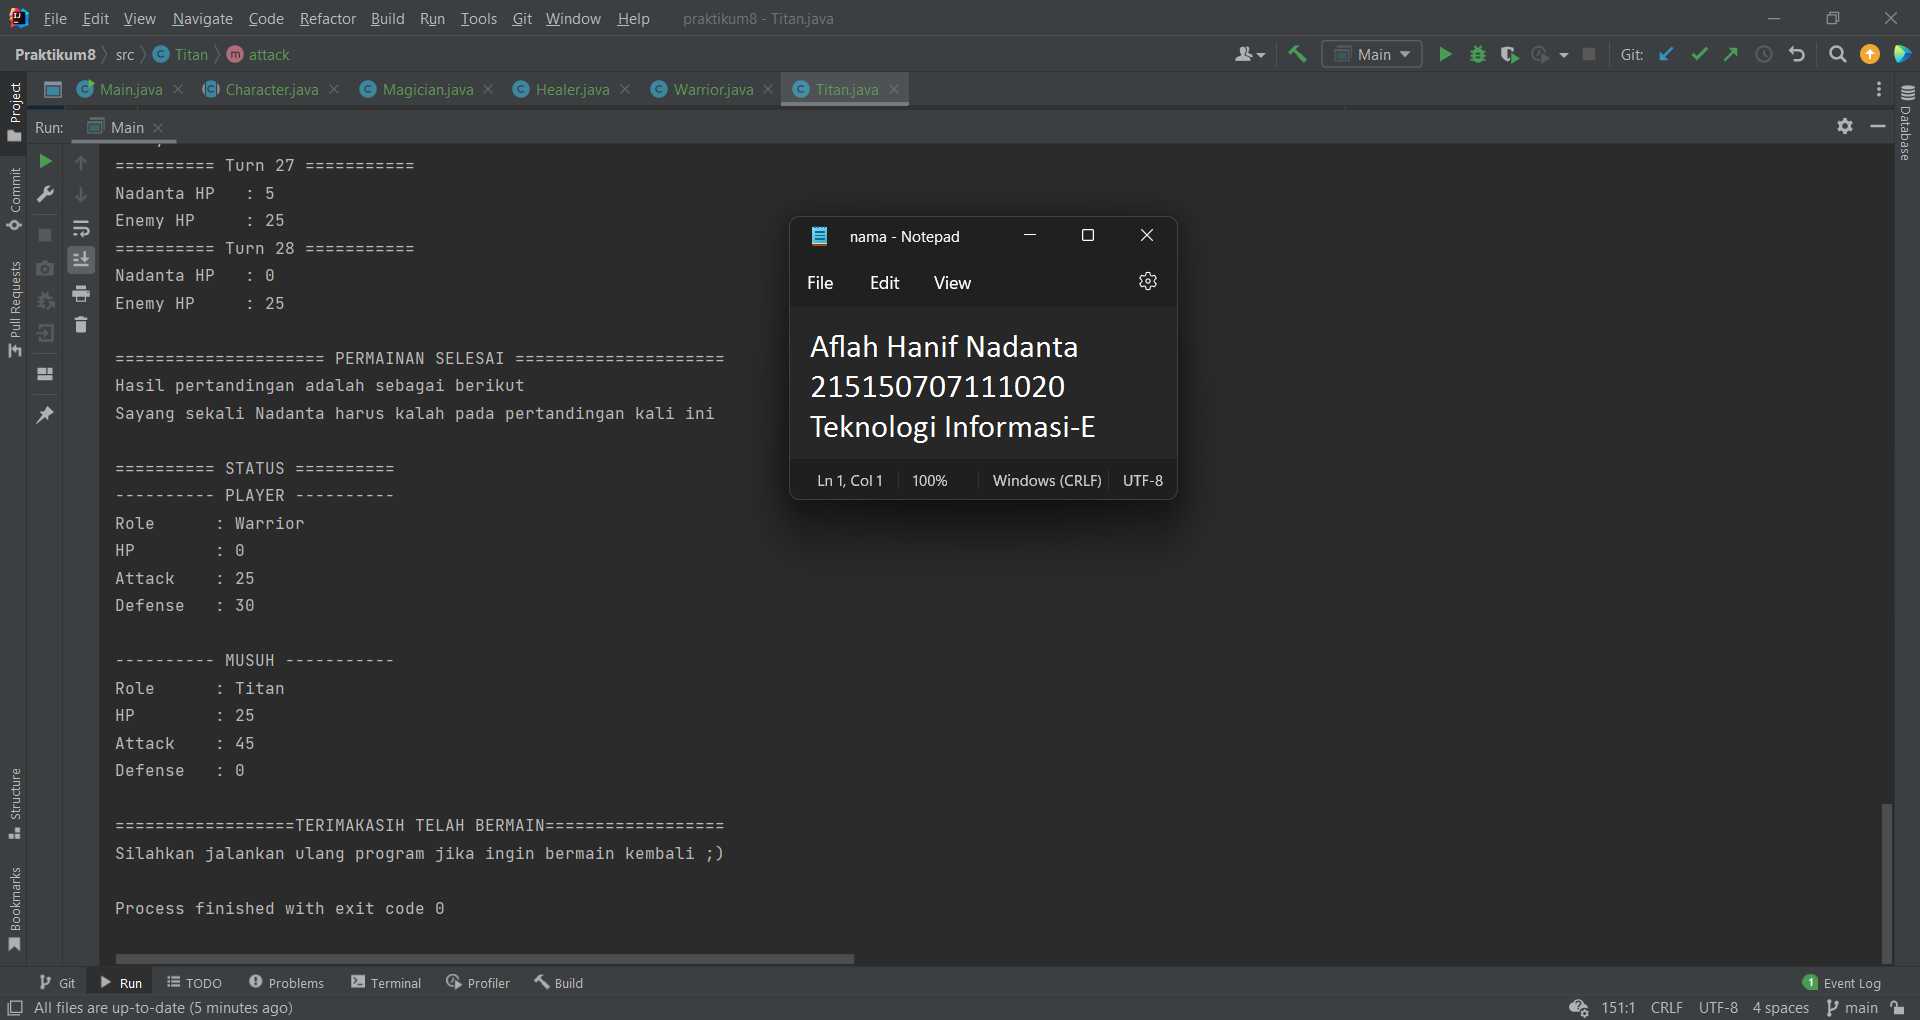 File Edit View Navigate Code Refactor Build Run Tools Git Window Help praktikum8 - Titan.java
Praktikum8 src Titan attack
Main Git:
Main.java Character.java Magician.java Healer.java Warrior.java Titan.java
Run: Main
Project
Commit
Pull Requests
Structure
Bookmarks
Database
========== Turn 27 ===========
Nadanta HP : 5
Enemy HP : 25
========== Turn 28 ===========
Nadanta HP : 0
Enemy HP : 25
===================== PERMAINAN SELESAI =====================
Hasil pertandingan adalah sebagai berikut
Sayang sekali Nadanta harus kalah pada pertandingan kali ini
========== STATUS ==========
---------- PLAYER ----------
Role : Warrior
HP : 0
Attack : 25
Defense : 30
---------- MUSUH -----------
Role : Titan
HP : 25
Attack : 45
Defense : 0
==================TERIMAKASIH TELAH BERMAIN==================
Silahkan jalankan ulang program jika ingin bermain kembali ;)
Process finished with exit code 0
nama - Notepad
File Edit View
Aflah Hanif Nadanta
215150707111020
Teknologi Informasi-E
Ln 1, Col 1 100% Windows (CRLF) UTF-8
Git Run TODO Problems Terminal Profiler Build 1 Event Log
All files are up-to-date (5 minutes ago) 151:1 CRLF UTF-8 4 spaces main